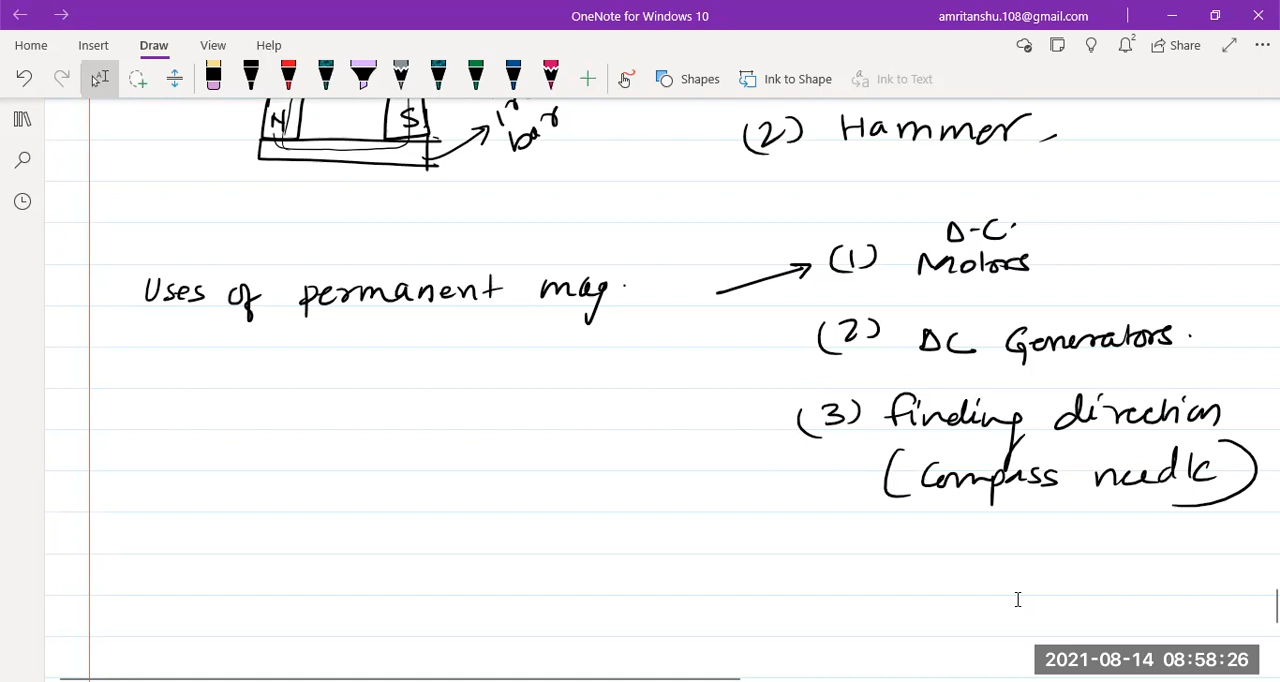 OneNote for Windows 10
amritanshu.108@gmail.com
Home Insert Draw View Help
Share
Shapes
Ink to Shape
Ink to Text
N S
bar
(2) Hammer
Uses of permanent mag.
(1) D.C. Motors
(2) DC Generators.
(3) finding direction
(Compass needle)
2021-08-14 08:58:26